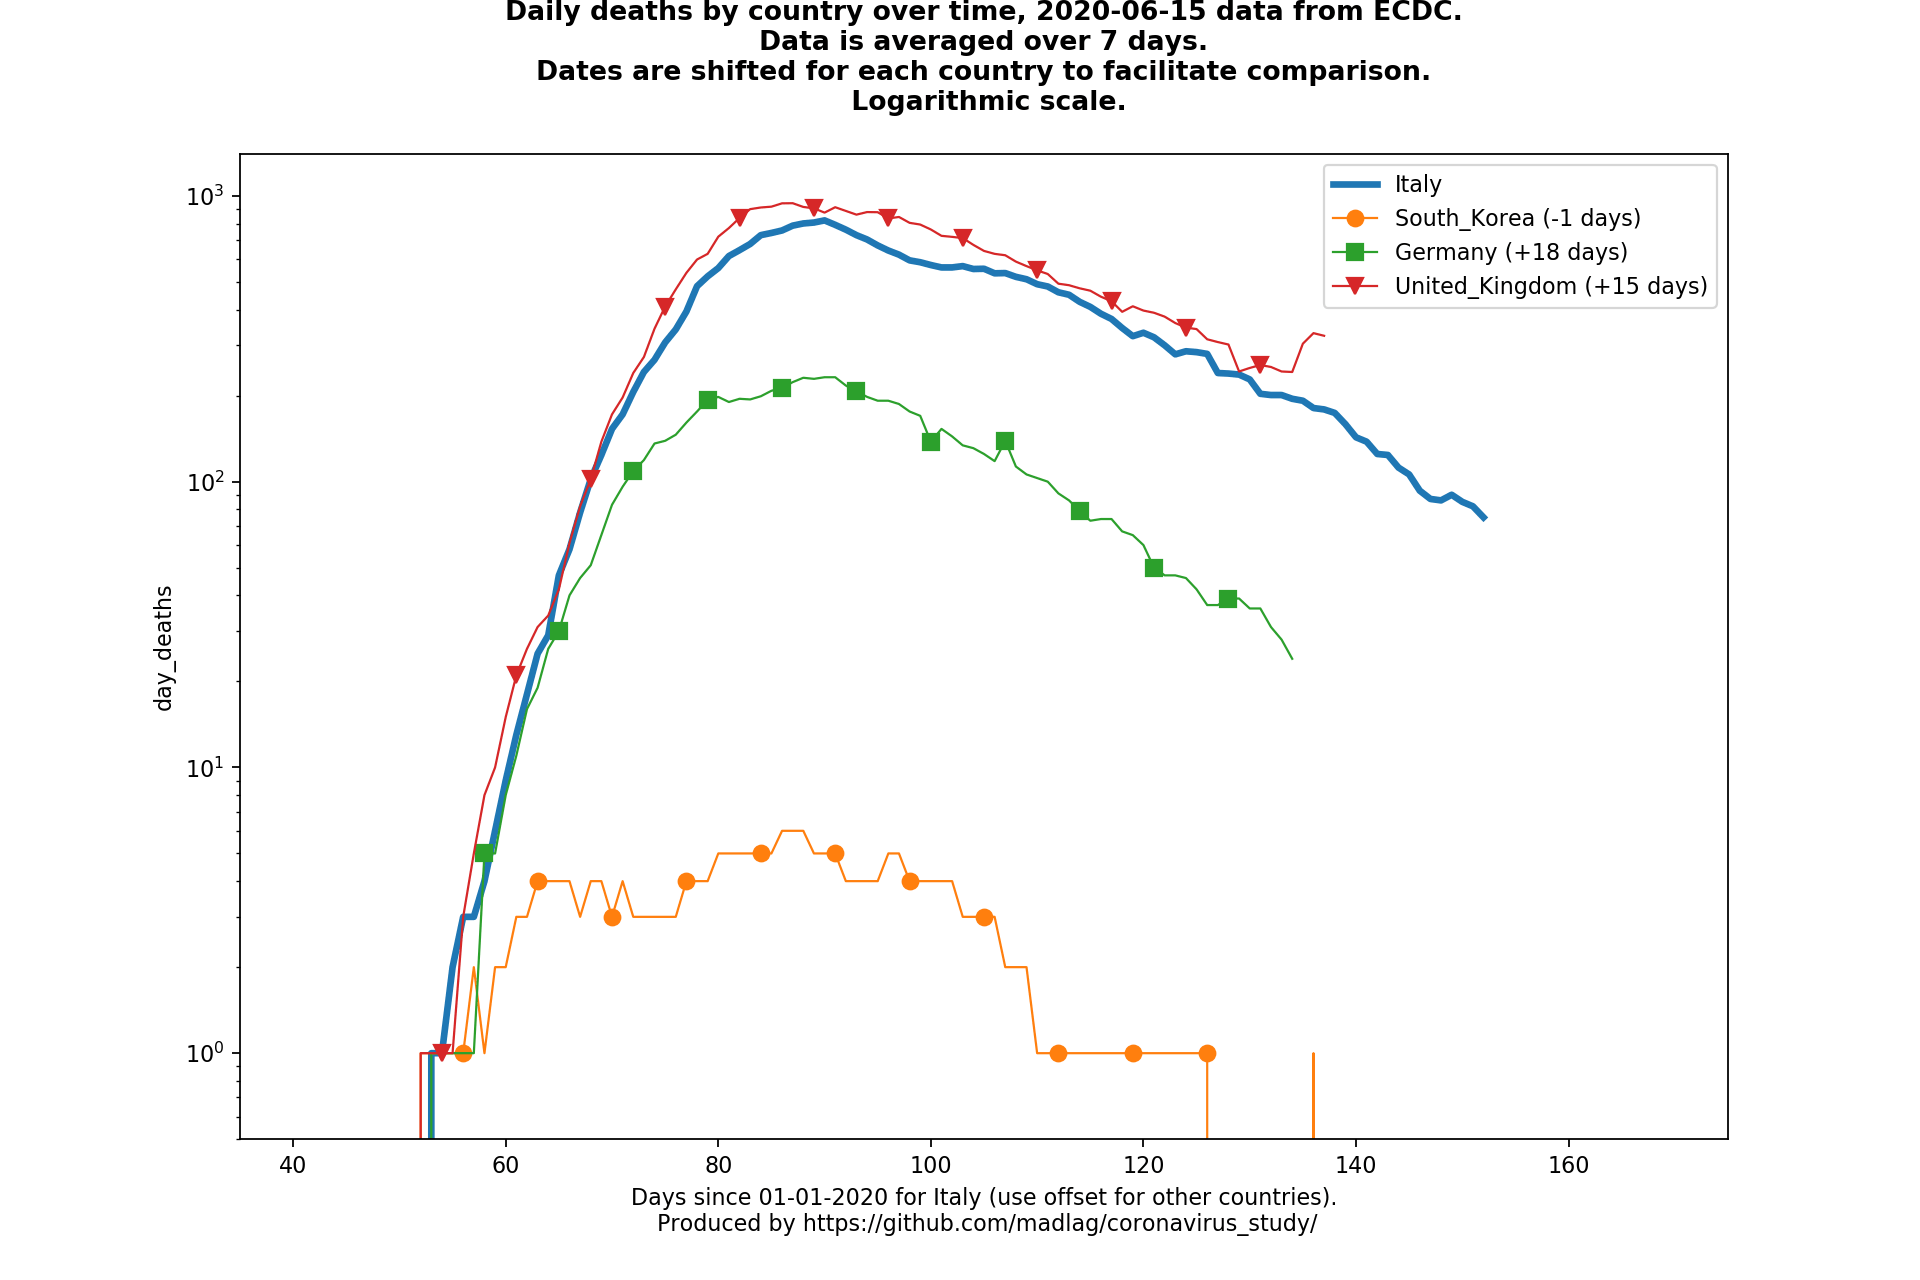 Daily deaths by country over time, 2020-06-15 data from ECDC.
Data is averaged over 7 days.
Dates are shifted for each country to facilitate comparison.
Logarithmic scale.
Italy
South_Korea (-1 days)
Germany (+18 days)
United_Kingdom (+15 days)
day_deaths
10³
10²
10¹
10⁰
40 60 80 100 120 140 160
Days since 01-01-2020 for Italy (use offset for other countries).
Produced by https://github.com/madlag/coronavirus_study/